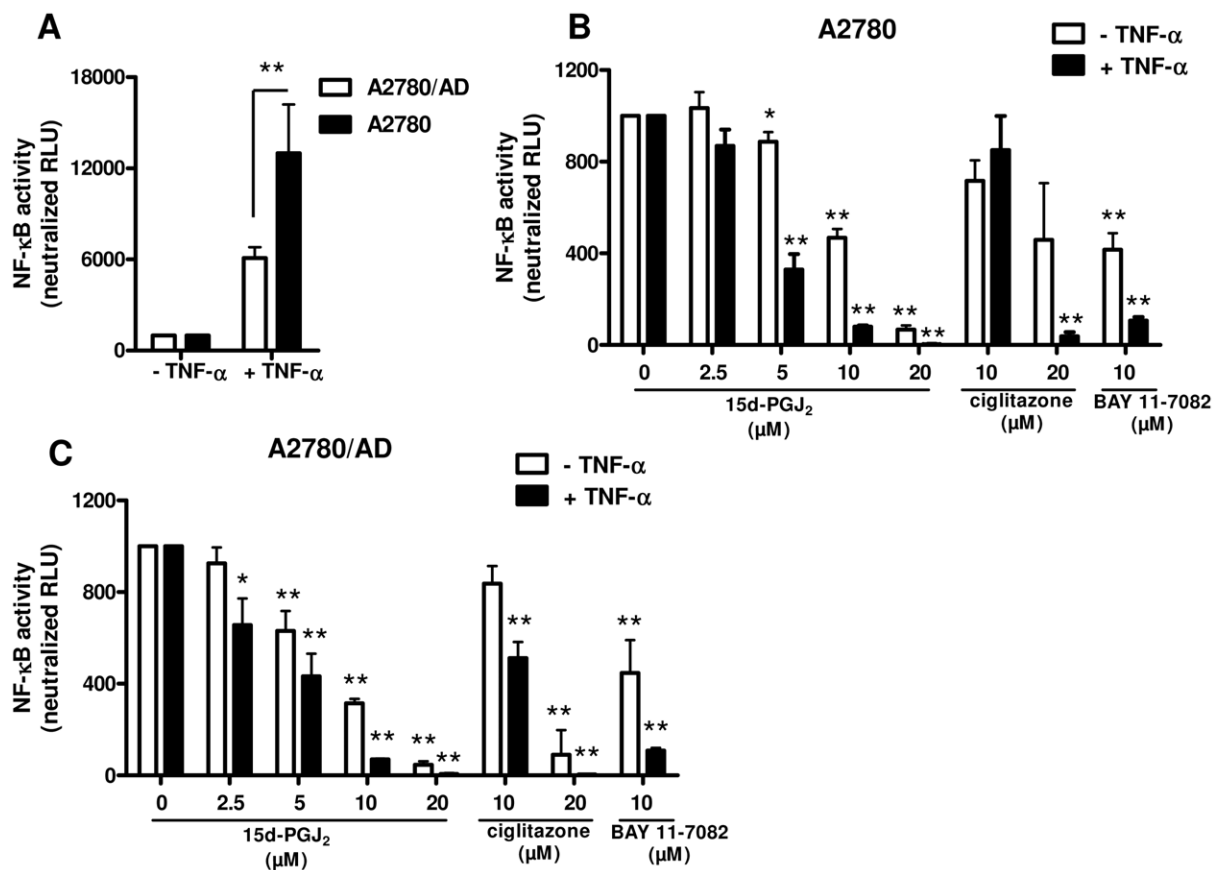 A
NF-κB activity
(neutralized RLU)
18000
12000
6000
0
**
A2780/AD
A2780
- TNF-α + TNF-α
B
A2780
- TNF-α
+ TNF-α
NF-κB activity
(neutralized RLU)
1200
800
400
0
*
**
** **
** **
**
**
** **
0 2.5 5 10 20 10 20 10
15d-PGJ2 ciglitazone BAY 11-7082
(μM) (μM) (μM)
C
A2780/AD
- TNF-α
+ TNF-α
NF-κB activity
(neutralized RLU)
1200
800
400
0
*
** **
** **
** **
**
** **
** **
0 2.5 5 10 20 10 20 10
15d-PGJ2 ciglitazone BAY 11-7082
(μM) (μM) (μM)